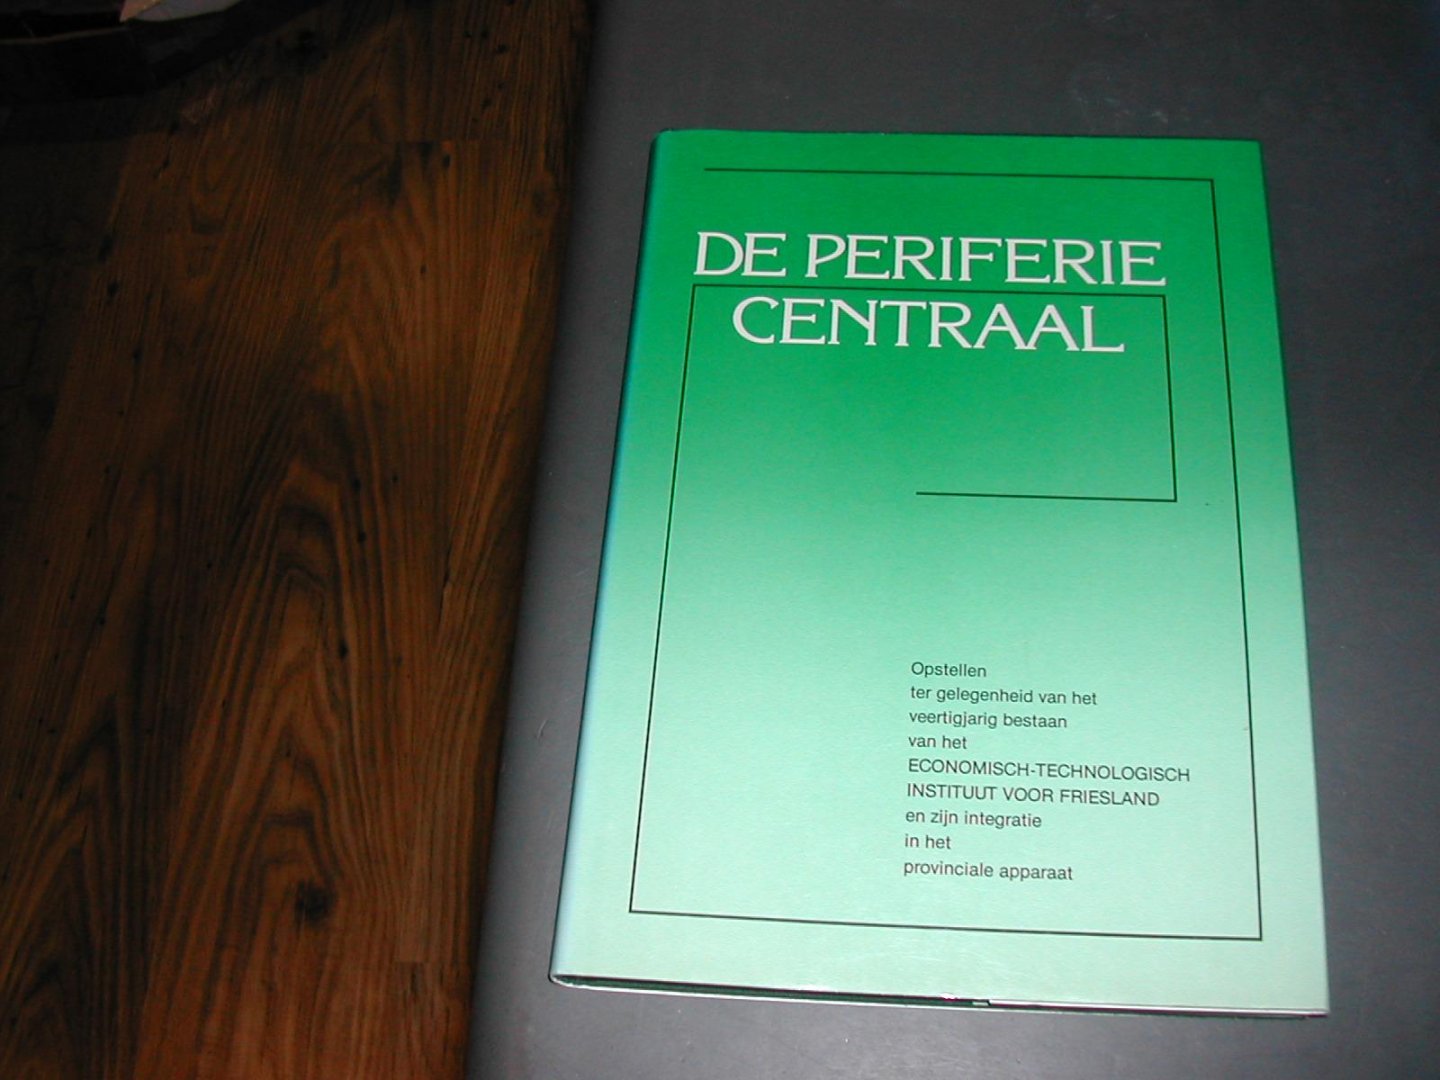 DE PERIFERIE
CENTRAAL
Opstellen
ter gelegenheid van het
veertigjarig bestaan
van het
ECONOMISCH-TECHNOLOGISCH
INSTITUUT VOOR FRIESLAND
en zijn integratie
in het
provinciale apparaat